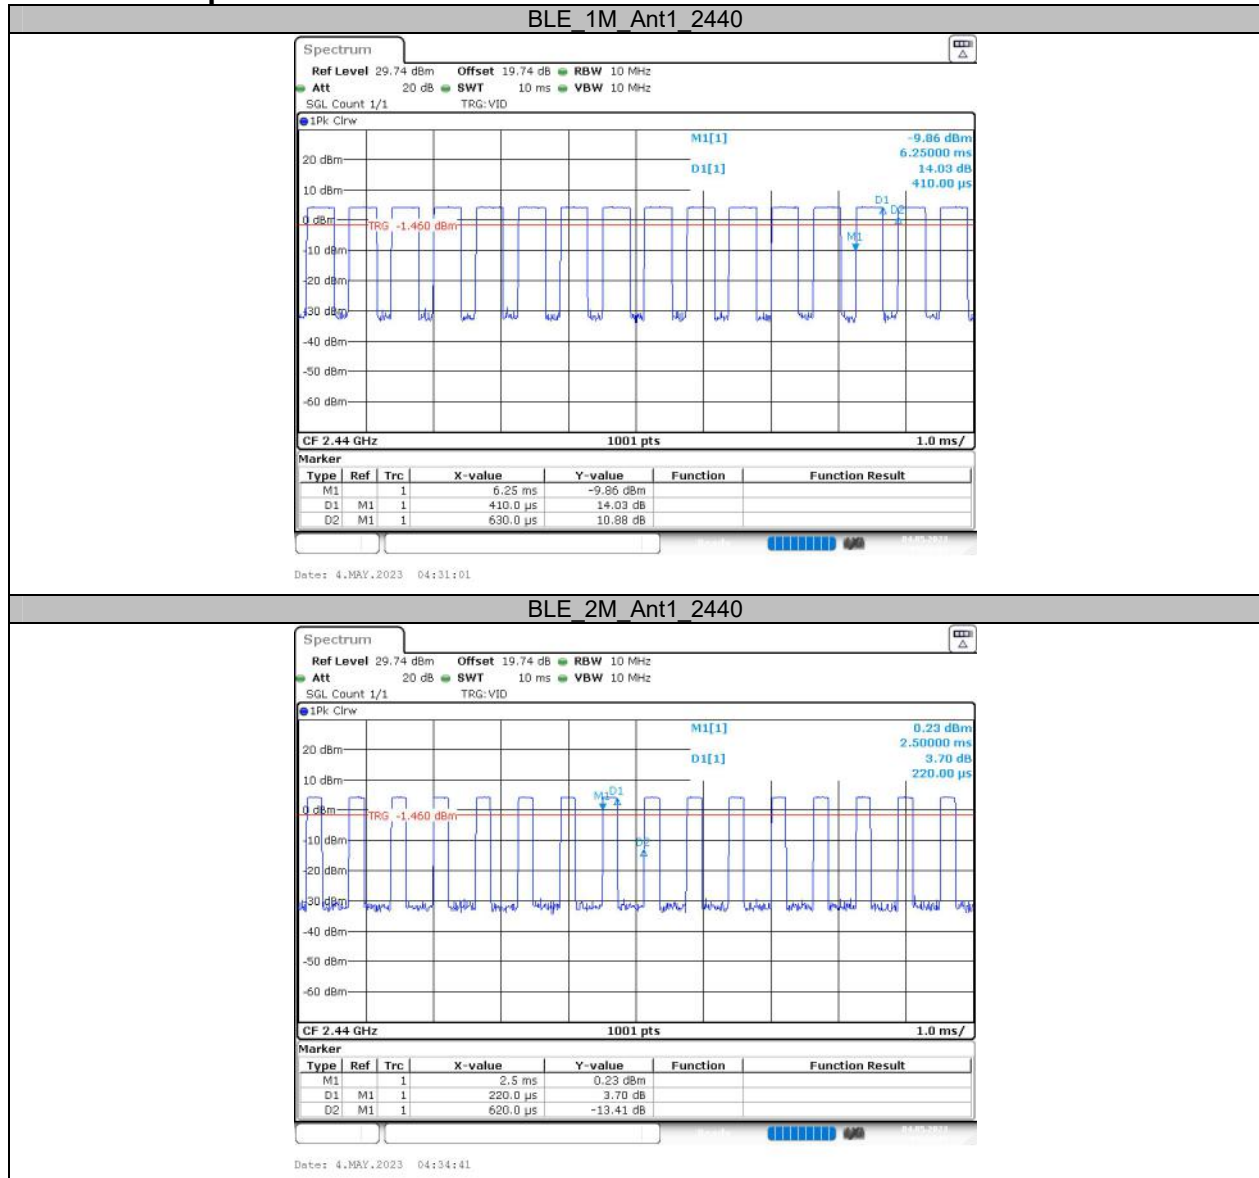 BLE_1M_Ant1_2440
Spectrum
Ref Level 29.74 dBm Offset 19.74 dB RBW 10 MHz
Att 20 dB SWT 10 ms VBW 10 MHz
SGL Count 1/1 TRG:VID
1Pk Clrw
M1[1] -9.86 dBm
6.25000 ms
20 dBm
D1[1] 14.03 dB
410.00 µs
10 dBm
D1
D2
0 dBm
TRG -1.460 dBm
M1
-10 dBm
-20 dBm
-30 dBm
-40 dBm
-50 dBm
-60 dBm
CF 2.44 GHz 1001 pts 1.0 ms/
Marker
Type Ref Trc X-value Y-value Function Function Result
M1 1 6.25 ms -9.86 dBm
D1 M1 1 410.0 µs 14.03 dB
D2 M1 1 630.0 µs 10.88 dB
Date: 4.MAY.2023 04:31:01
BLE_2M_Ant1_2440
Spectrum
Ref Level 29.74 dBm Offset 19.74 dB RBW 10 MHz
Att 20 dB SWT 10 ms VBW 10 MHz
SGL Count 1/1 TRG:VID
1Pk Clrw
M1[1] 0.23 dBm
2.50000 ms
20 dBm
D1[1] 3.70 dB
220.00 µs
10 dBm
M1 D1
0 dBm
TRG -1.460 dBm
-10 dBm
D2
-20 dBm
-30 dBm
-40 dBm
-50 dBm
-60 dBm
CF 2.44 GHz 1001 pts 1.0 ms/
Marker
Type Ref Trc X-value Y-value Function Function Result
M1 1 2.5 ms 0.23 dBm
D1 M1 1 220.0 µs 3.70 dB
D2 M1 1 620.0 µs -13.41 dB
Date: 4.MAY.2023 04:34:41